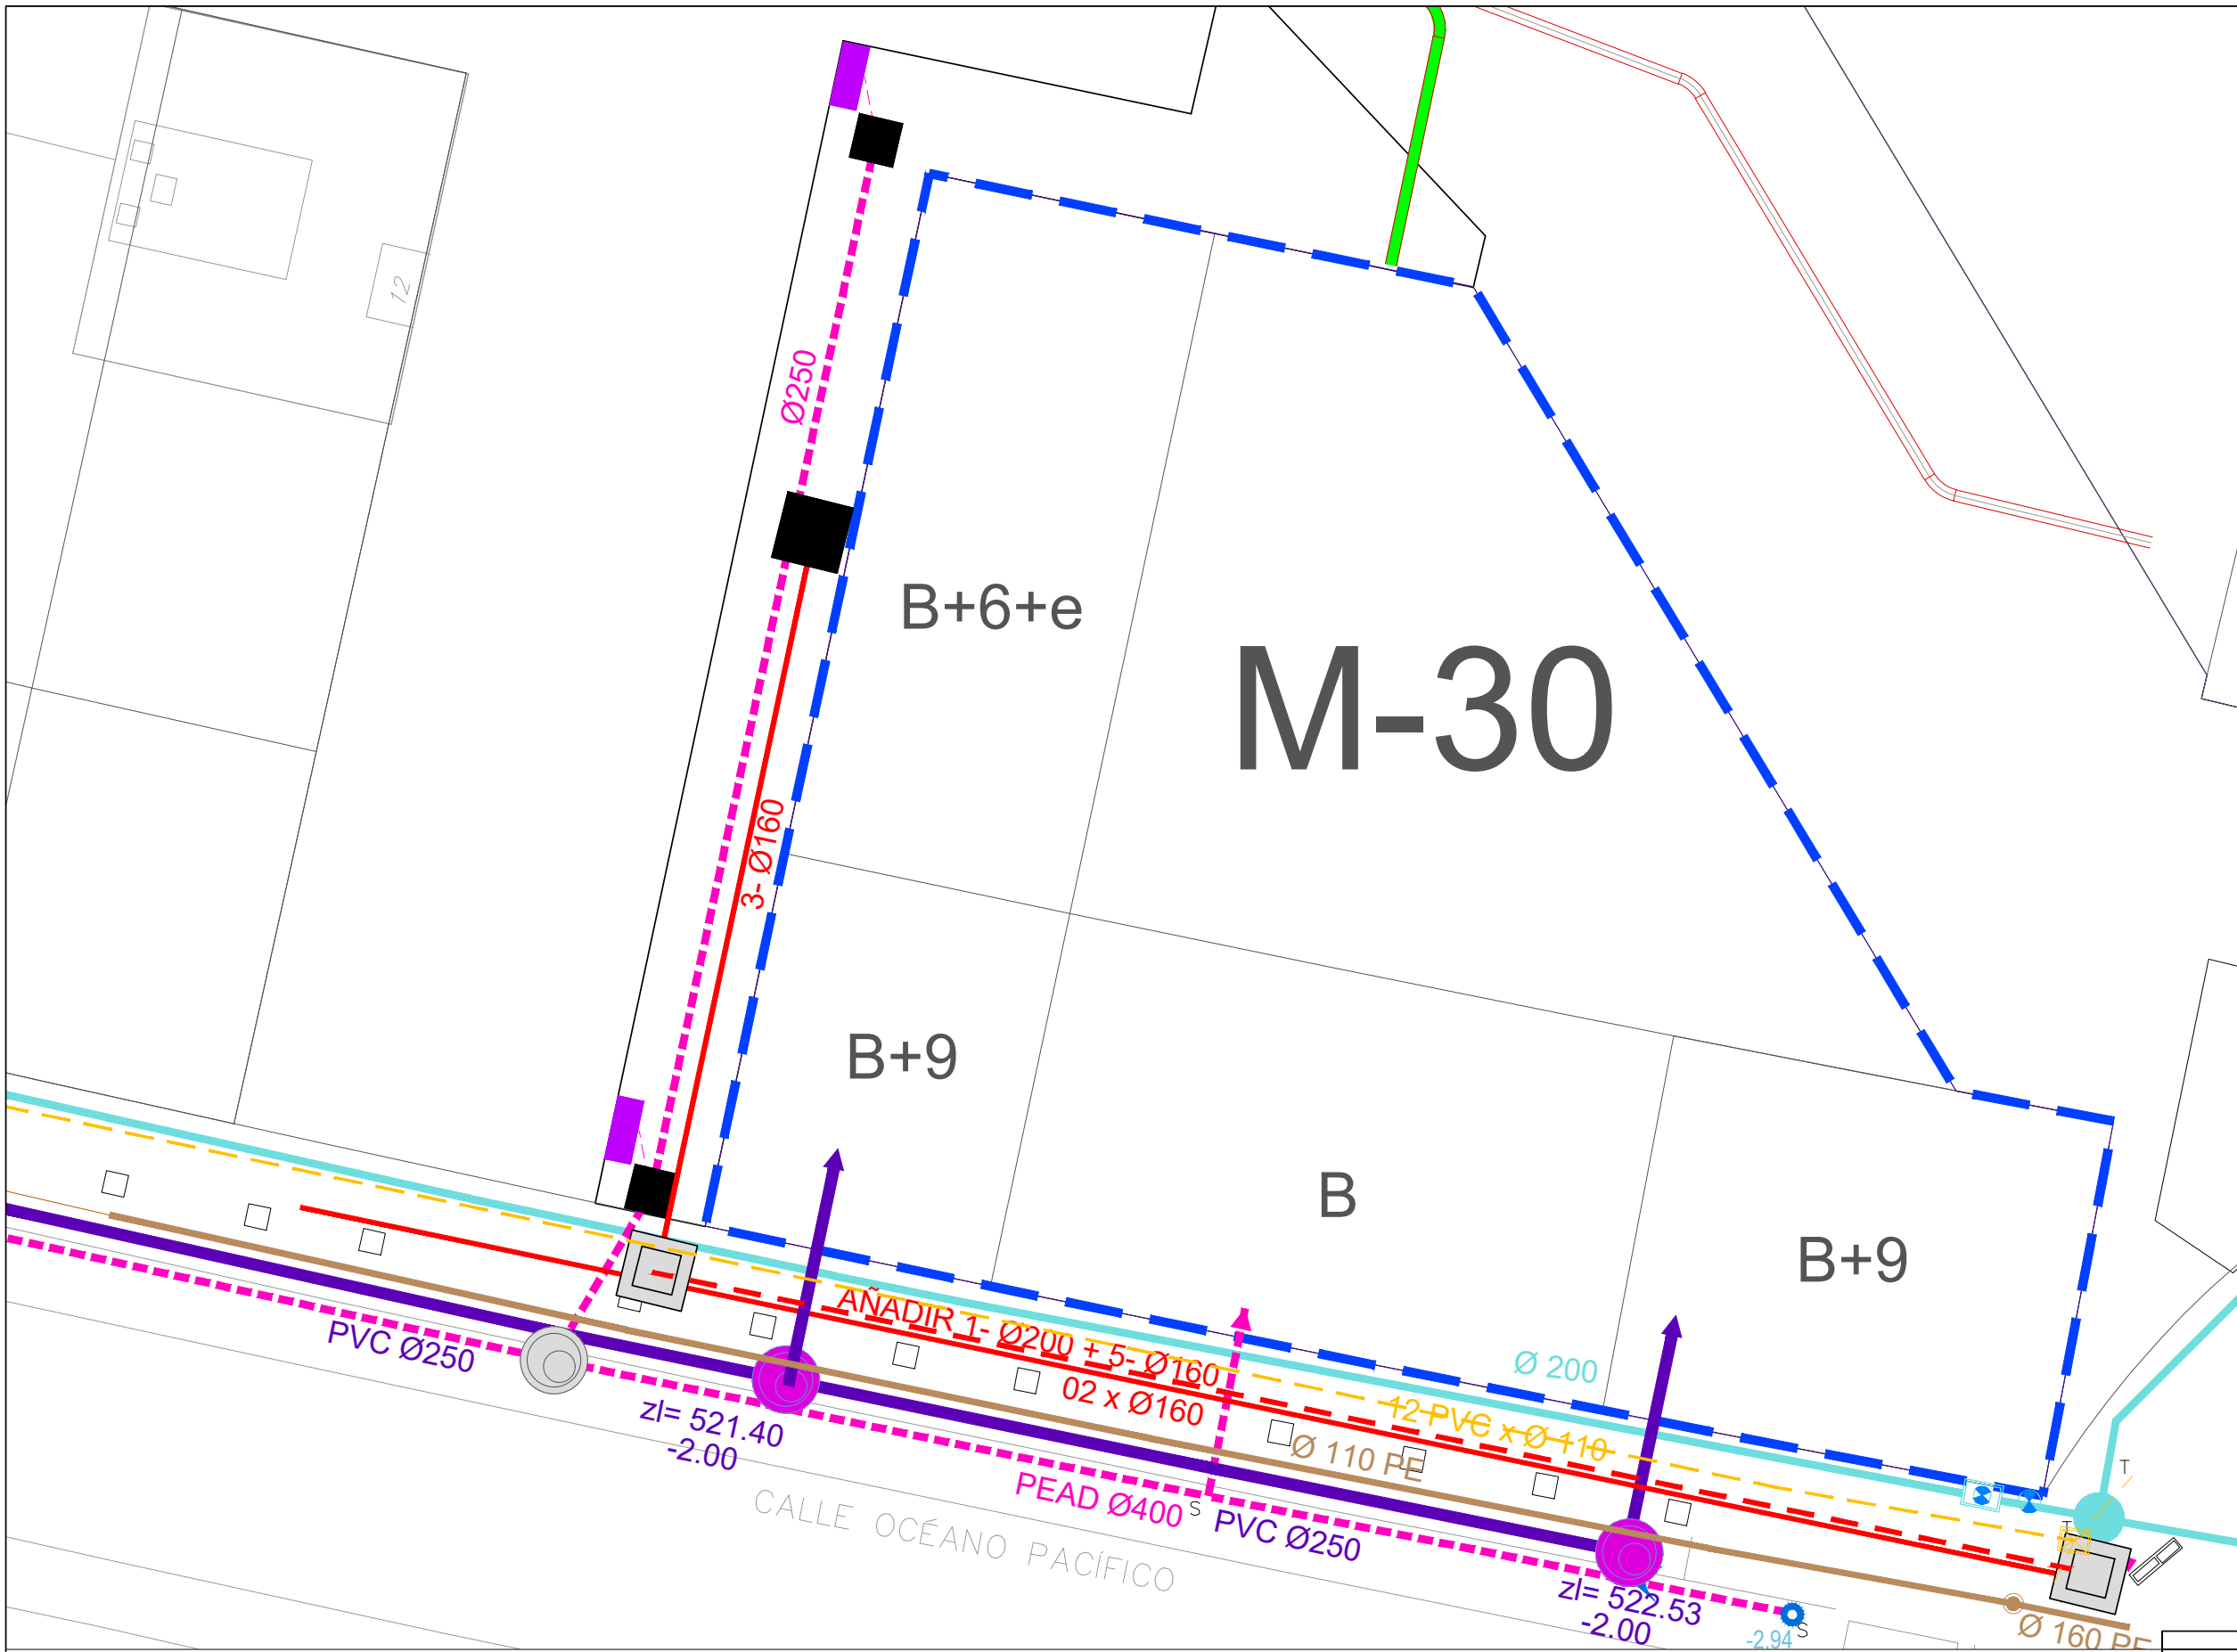 12
Ø250
B+6+e
M-30
3- Ø160
B+9
B
B+9
AÑADIR 1- Ø200 + 5- Ø160
02 x Ø160
Ø 200
12 PVC x Ø 110
Ø 110 PE
PVC Ø250
zl= 521.40
-2.00
PEAD Ø400
S
PVC Ø250
CALLE OCÉANO PACÍFICO
T
T
zl= 522.53
-2.00
S
-2.94
Ø 160 PE